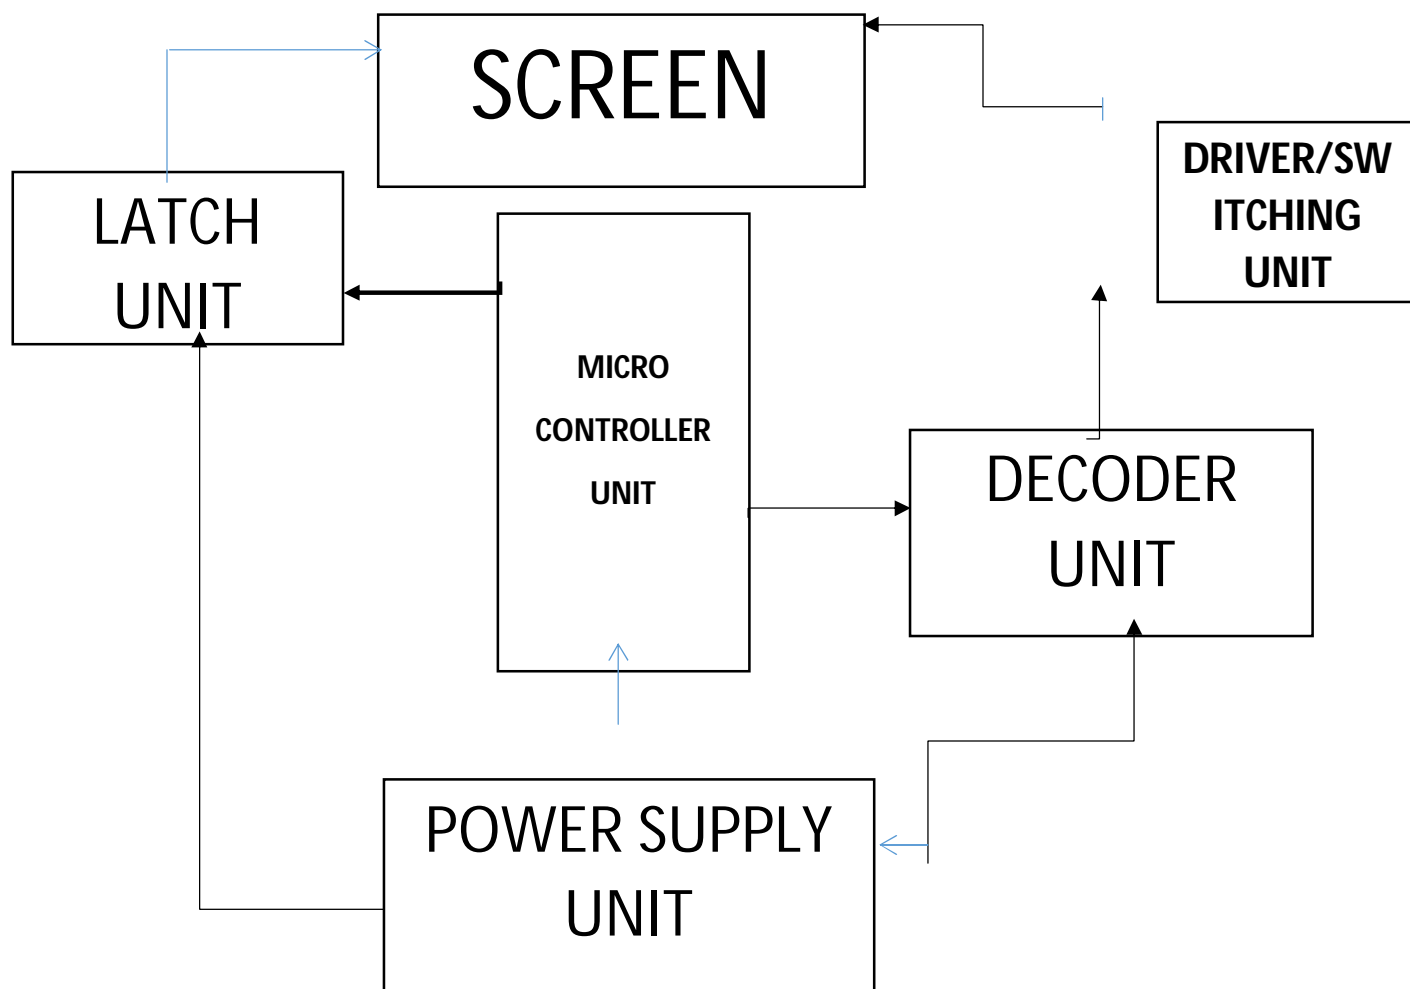 SCREEN
DRIVER/SW
ITCHING
UNIT
LATCH
UNIT
MICRO
CONTROLLER
UNIT
DECODER
UNIT
POWER SUPPLY
UNIT